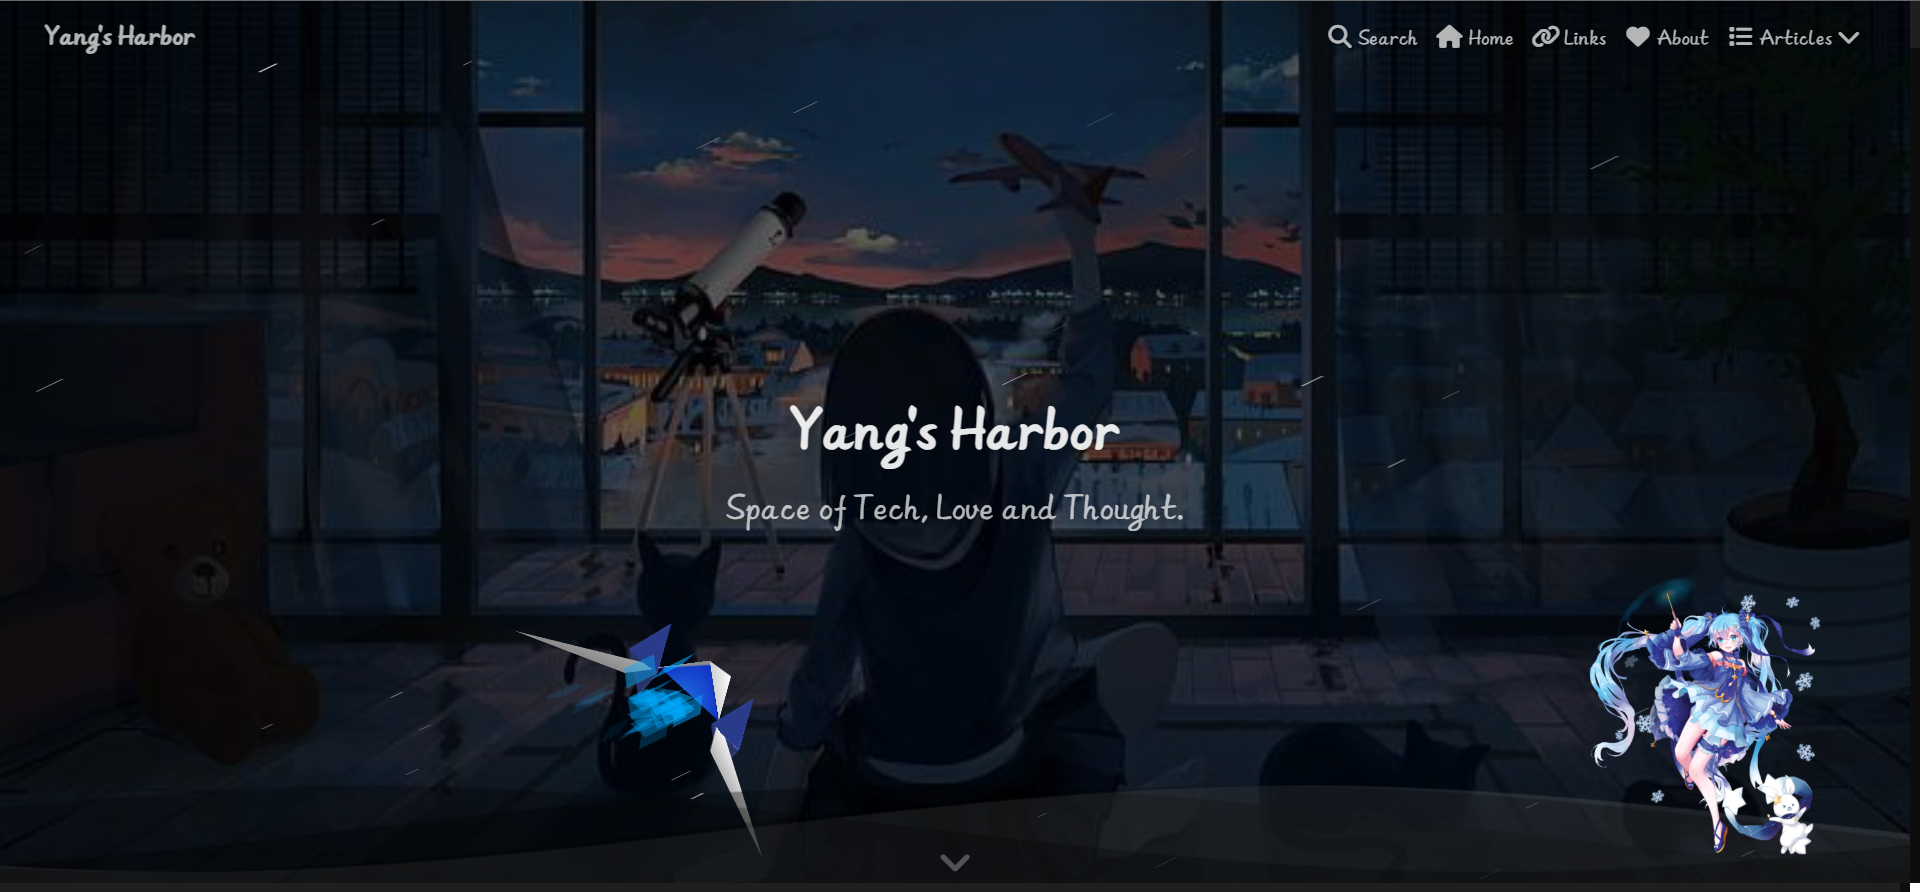 Yang's Harbor
Search Home Links About Articles
Yang's Harbor
Space of Tech, Love and Thought.